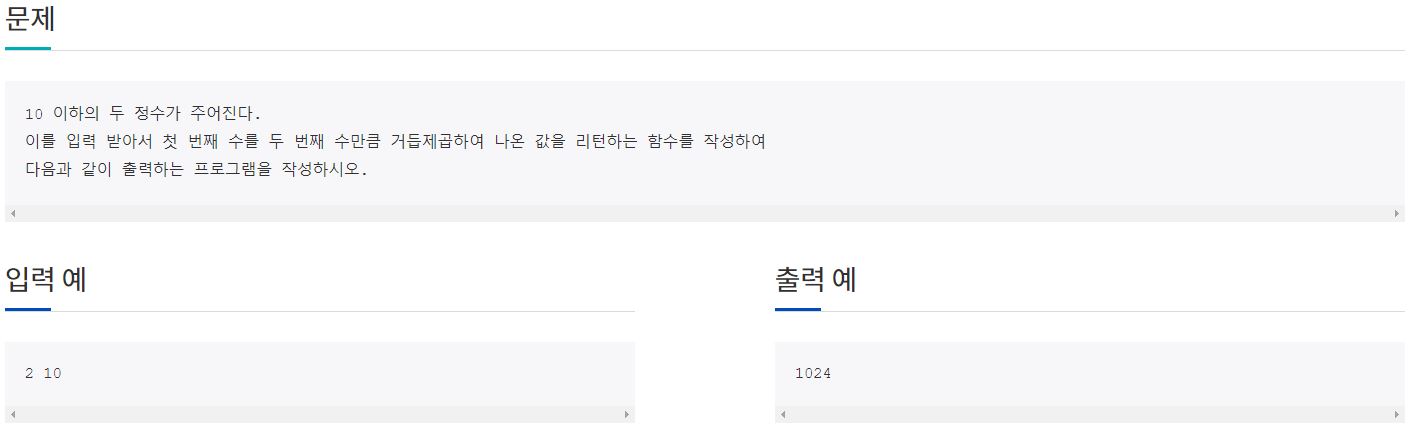 문제
10 이하의 두 정수가 주어진다.
이를 입력 받아서 첫 번째 수를 두 번째 수만큼 거듭제곱하여 나온 값을 리턴하는 함수를 작성하여
다음과 같이 출력하는 프로그램을 작성하시오.
입력 예
2 10
출력 예
1024